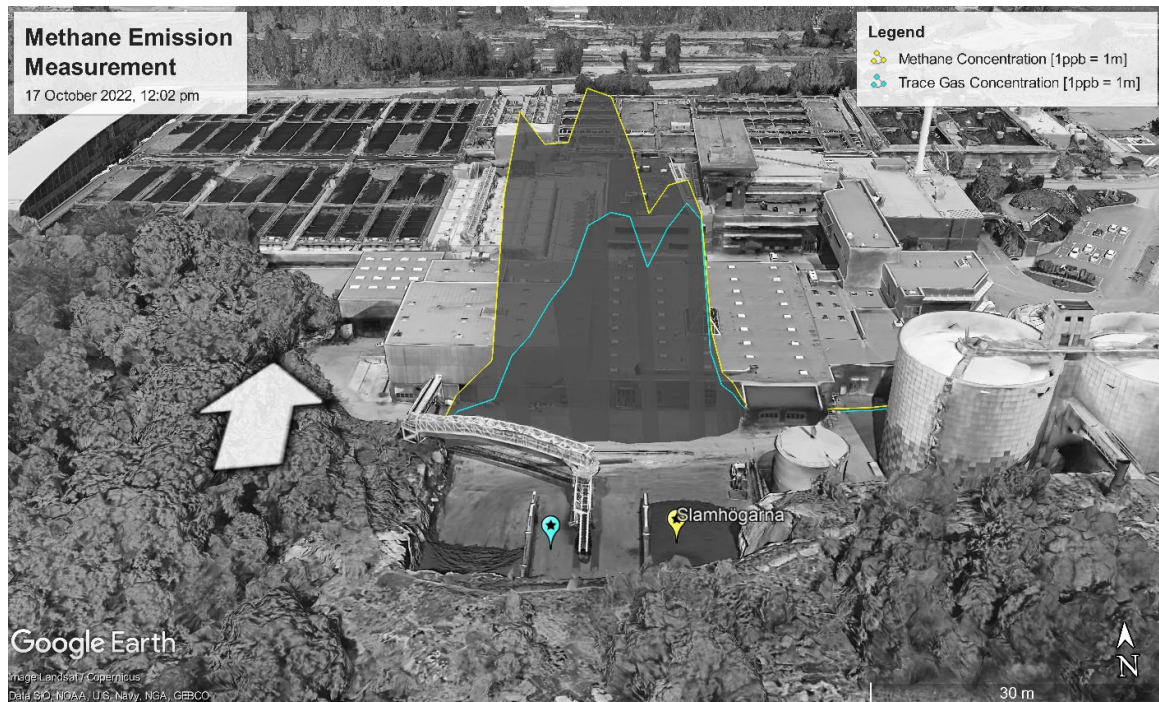 Methane Emission
Measurement
17 October 2022, 12:02 pm
Legend
Methane Concentration [1ppb = 1m]
Trace Gas Concentration [1ppb = 1m]
Slamhögarna
Google Earth
Image Landsat / Copernicus
Data SIO, NOAA, U.S. Navy, NGA, GEBCO
N
30 m